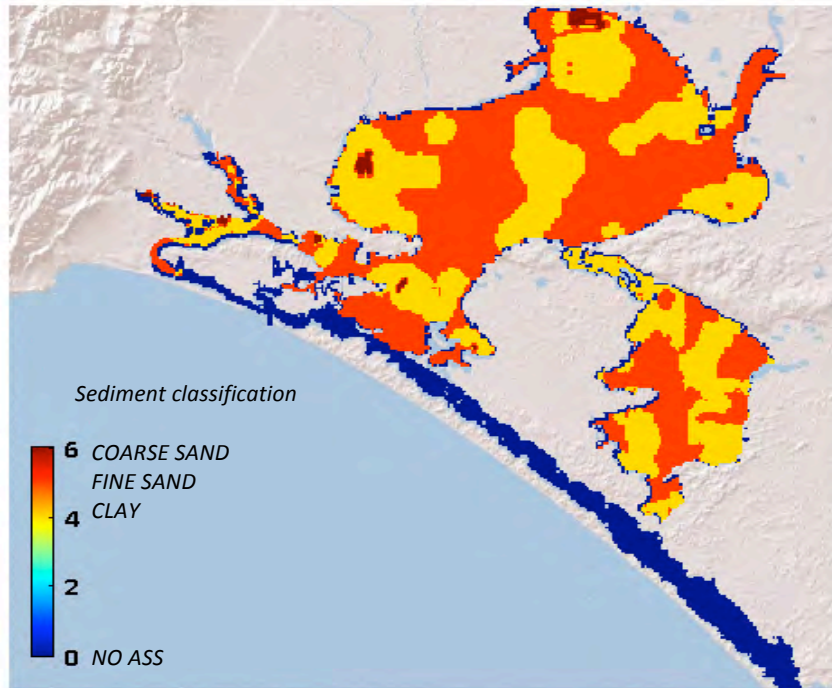 Sediment classification
6 COARSE SAND
FINE SAND
4 CLAY
2
0 NO ASS